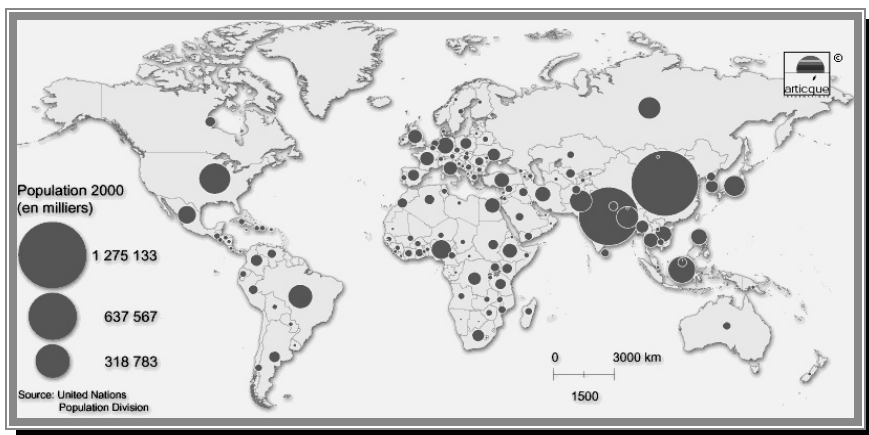 ©
articque
Population 2000
(en milliers)
1 275 133
637 567
318 783
0 3000 km
1500
Source: United Nations
Population Division